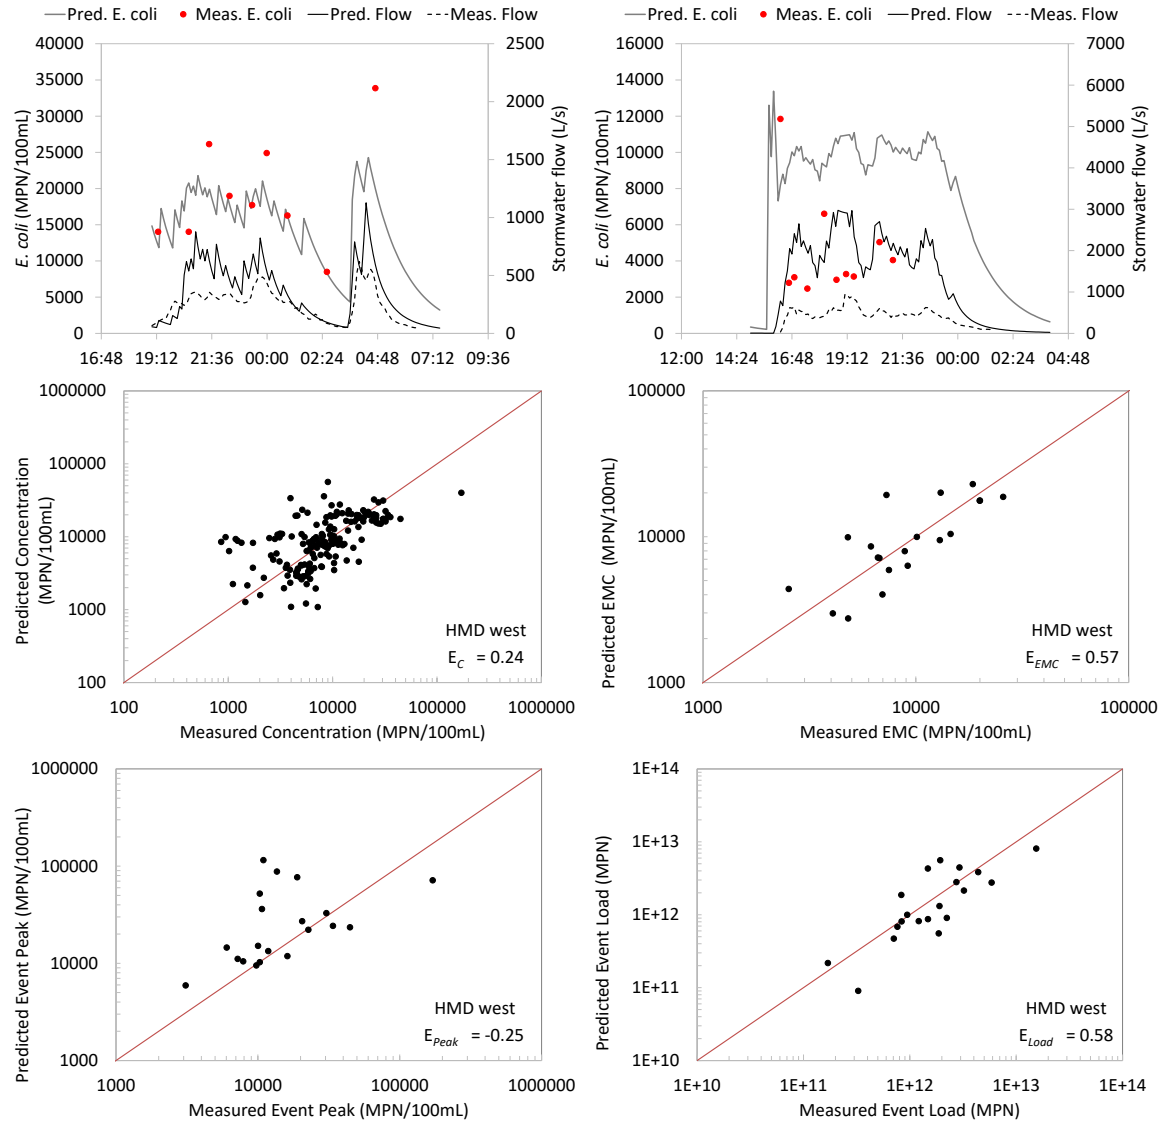 Pred. E. coli Meas. E. coli Pred. Flow Meas. Flow
40000
35000
30000
25000
20000
15000
10000
5000
0
E. coli (MPN/100mL)
2500
2000
1500
1000
500
0
Stormwater flow (L/s)
16:48 19:12 21:36 00:00 02:24 04:48 07:12 09:36
Pred. E. coli Meas. E. coli Pred. Flow Meas. Flow
16000
14000
12000
10000
8000
6000
4000
2000
0
E. coli (MPN/100mL)
7000
6000
5000
4000
3000
2000
1000
0
Stormwater flow (L/s)
12:00 14:24 16:48 19:12 21:36 00:00 02:24 04:48
1000000
100000
10000
1000
100
Predicted Concentration
(MPN/100mL)
HMD west
E_C = 0.24
100 1000 10000 100000 1000000
Measured Concentration (MPN/100mL)
100000
10000
1000
Predicted EMC (MPN/100mL)
HMD west
E_EMC = 0.57
1000 10000 100000
Measured EMC (MPN/100mL)
1000000
100000
10000
1000
Predicted Event Peak (MPN/100mL)
HMD west
E_Peak = -0.25
1000 10000 100000 1000000
Measured Event Peak (MPN/100mL)
1E+14
1E+13
1E+12
1E+11
1E+10
Predicted Event Load (MPN)
HMD west
E_Load = 0.58
1E+10 1E+11 1E+12 1E+13 1E+14
Measured Event Load (MPN)